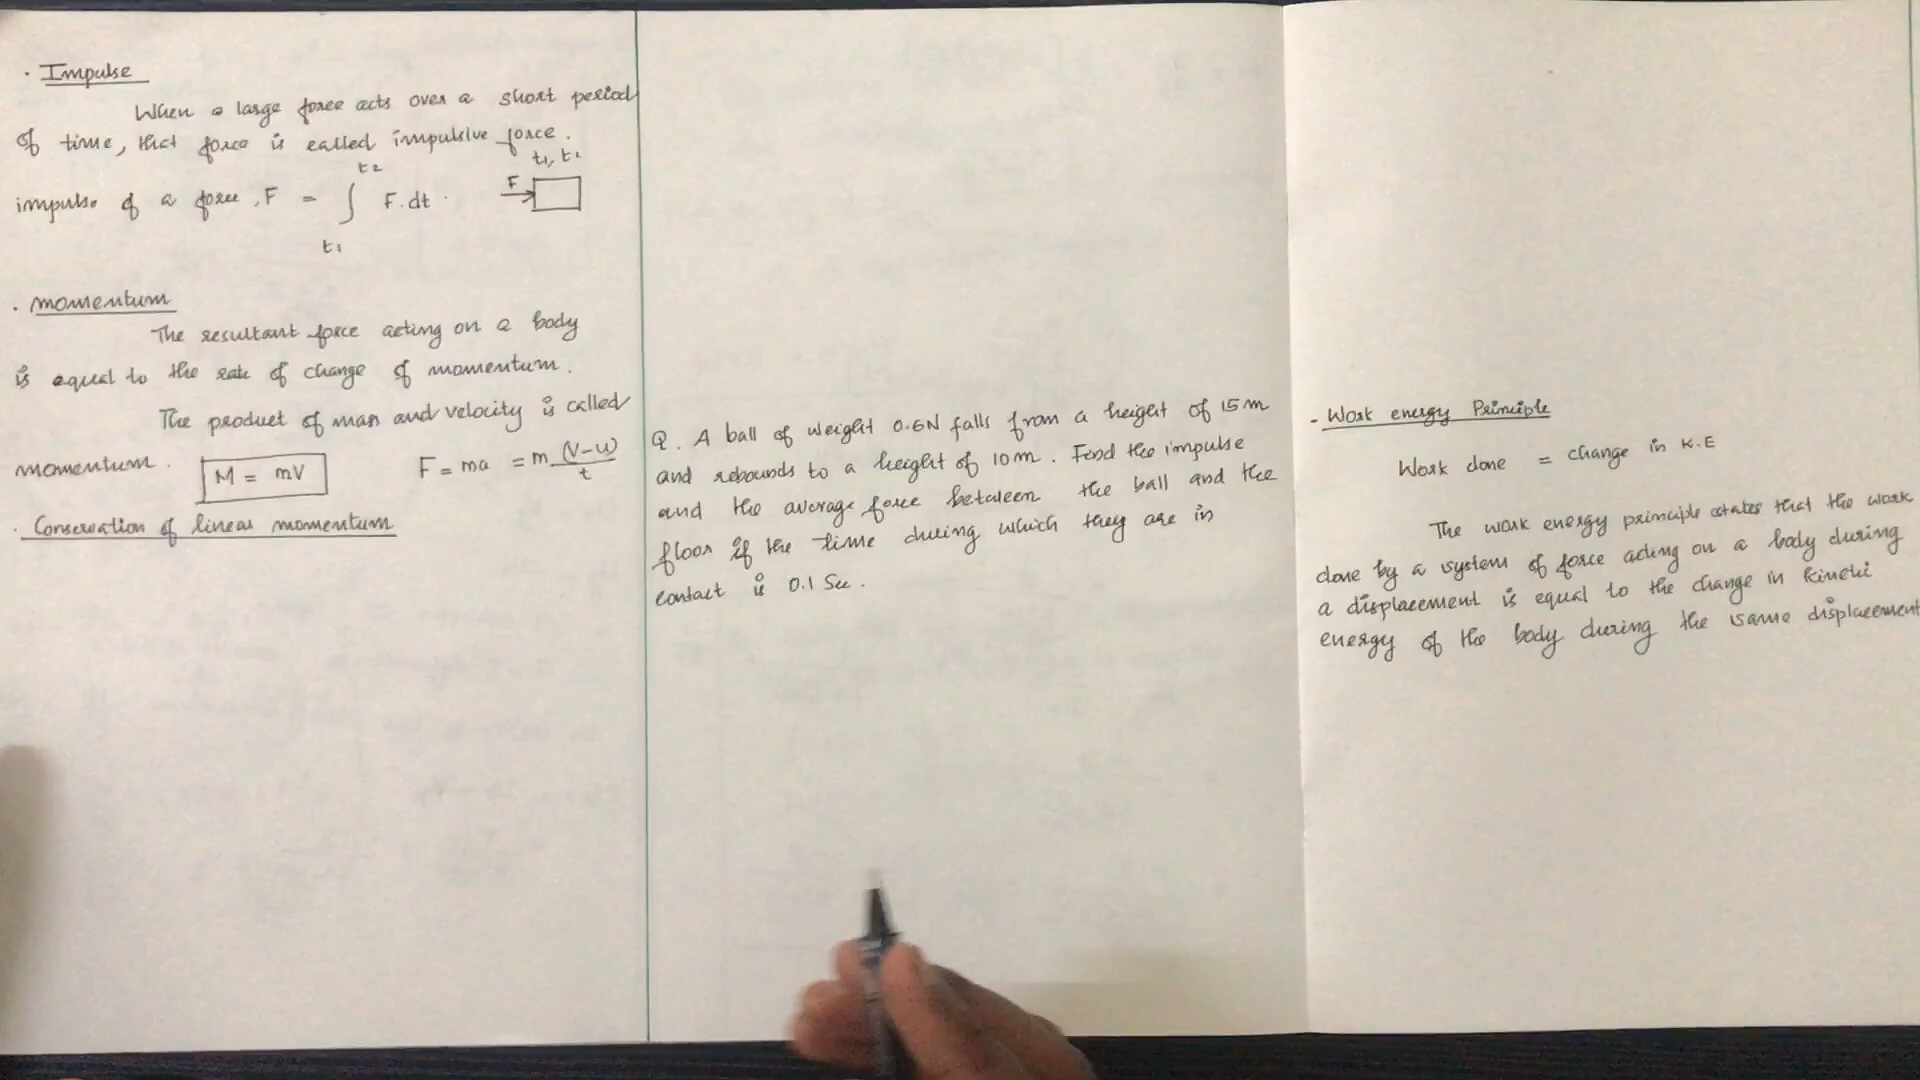 . Impulse
When a large force acts over a short period
of time, that force is called impulsive force.
t1, t2
impulse of a force, F = ∫ F.dt
t2
t1
F
. momentum
The resultant force acting on a body
is equal to the rate of change of momentum.
The product of mass and velocity is called
momentum. M = mV F = ma = m (V-u)
t
. Conservation of linear momentum
Q. A ball of weight 0.6N falls from a height of 15m
and rebounds to a height of 10m. Find the impulse
and the average force between the ball and the
floor if the time during which they are in
contact is 0.1 Sec.
- Work energy Principle
Work done = change in K.E
The work energy principle states that the work
done by a system of force acting on a body during
a displacement is equal to the change in kinetic
energy of the body during the same displacement